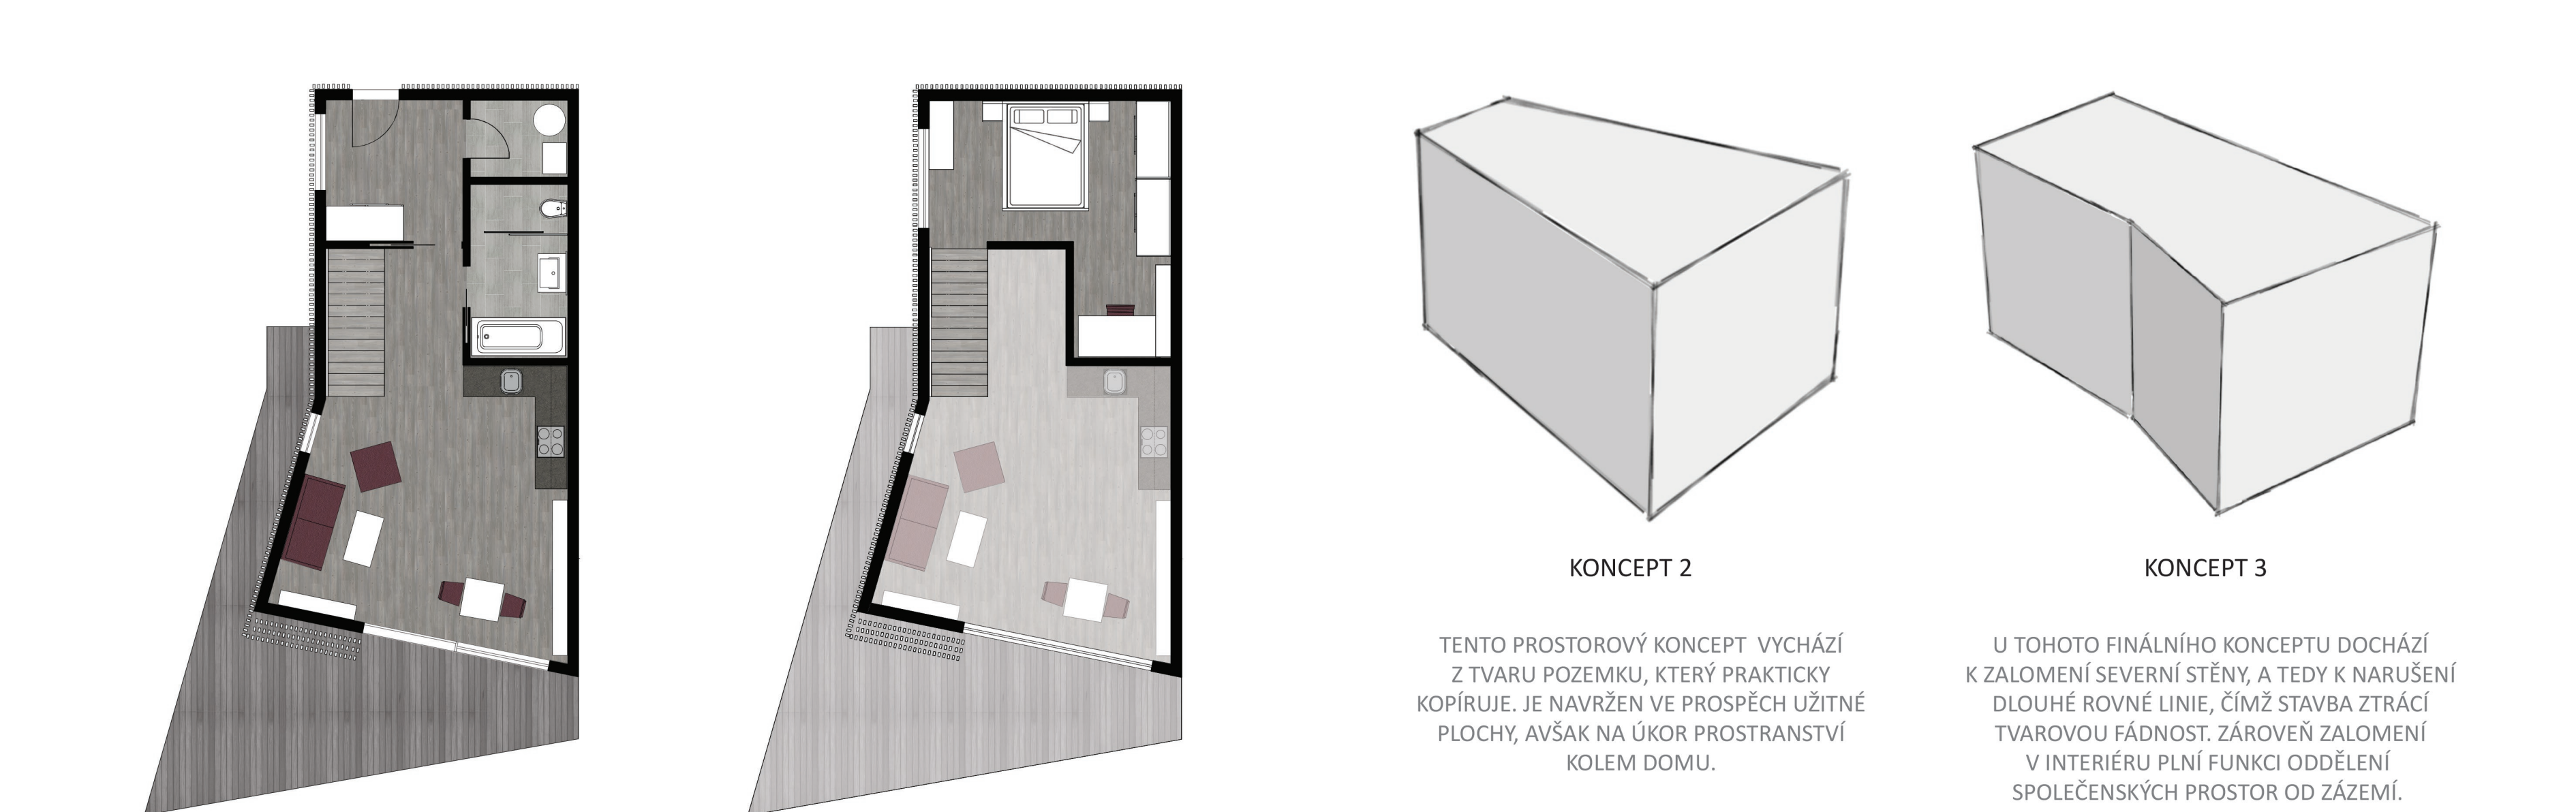 KONCEPT 2
TENTO PROSTOROVÝ KONCEPT VYCHÁZÍ
Z TVARU POZEMKU, KTERÝ PRAKTICKY
KOPÍRUJE. JE NAVRŽEN VE PROSPĚCH UŽITNÉ
PLOCHY, AVŠAK NA ÚKOR PROSTRANSTVÍ
KOLEM DOMU.
KONCEPT 3
U TOHOTO FINÁLNÍHO KONCEPTU DOCHÁZÍ
K ZALOMENÍ SEVERNÍ STĚNY, A TEDY K NARUŠENÍ
DLOUHÉ ROVNÉ LINIE, ČÍMŽ STAVBA ZTRÁCÍ
TVAROVOU FÁDNOST. ZÁROVEŇ ZALOMENÍ
V INTERIÉRU PLNÍ FUNKCI ODDĚLENÍ
SPOLEČENSKÝCH PROSTOR OD ZÁZEMÍ.